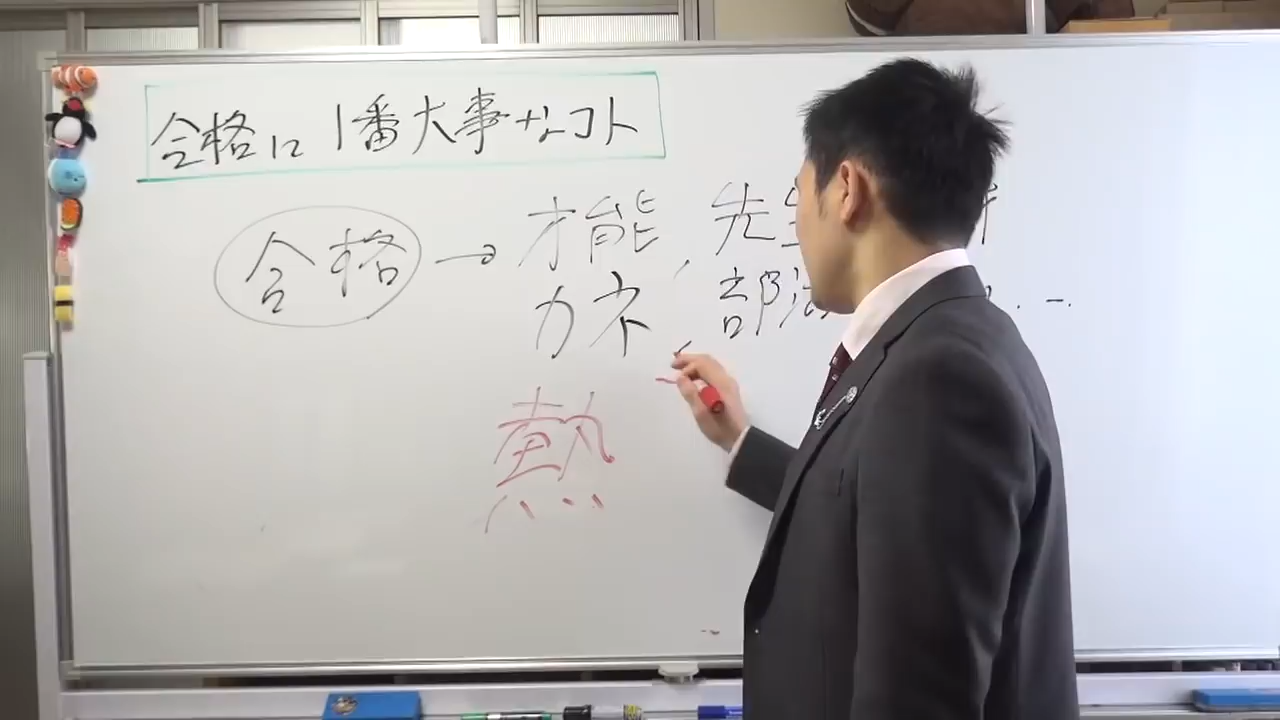 合格に1番大事なコト
合格 → 才能、先生
カネ、部活
熱